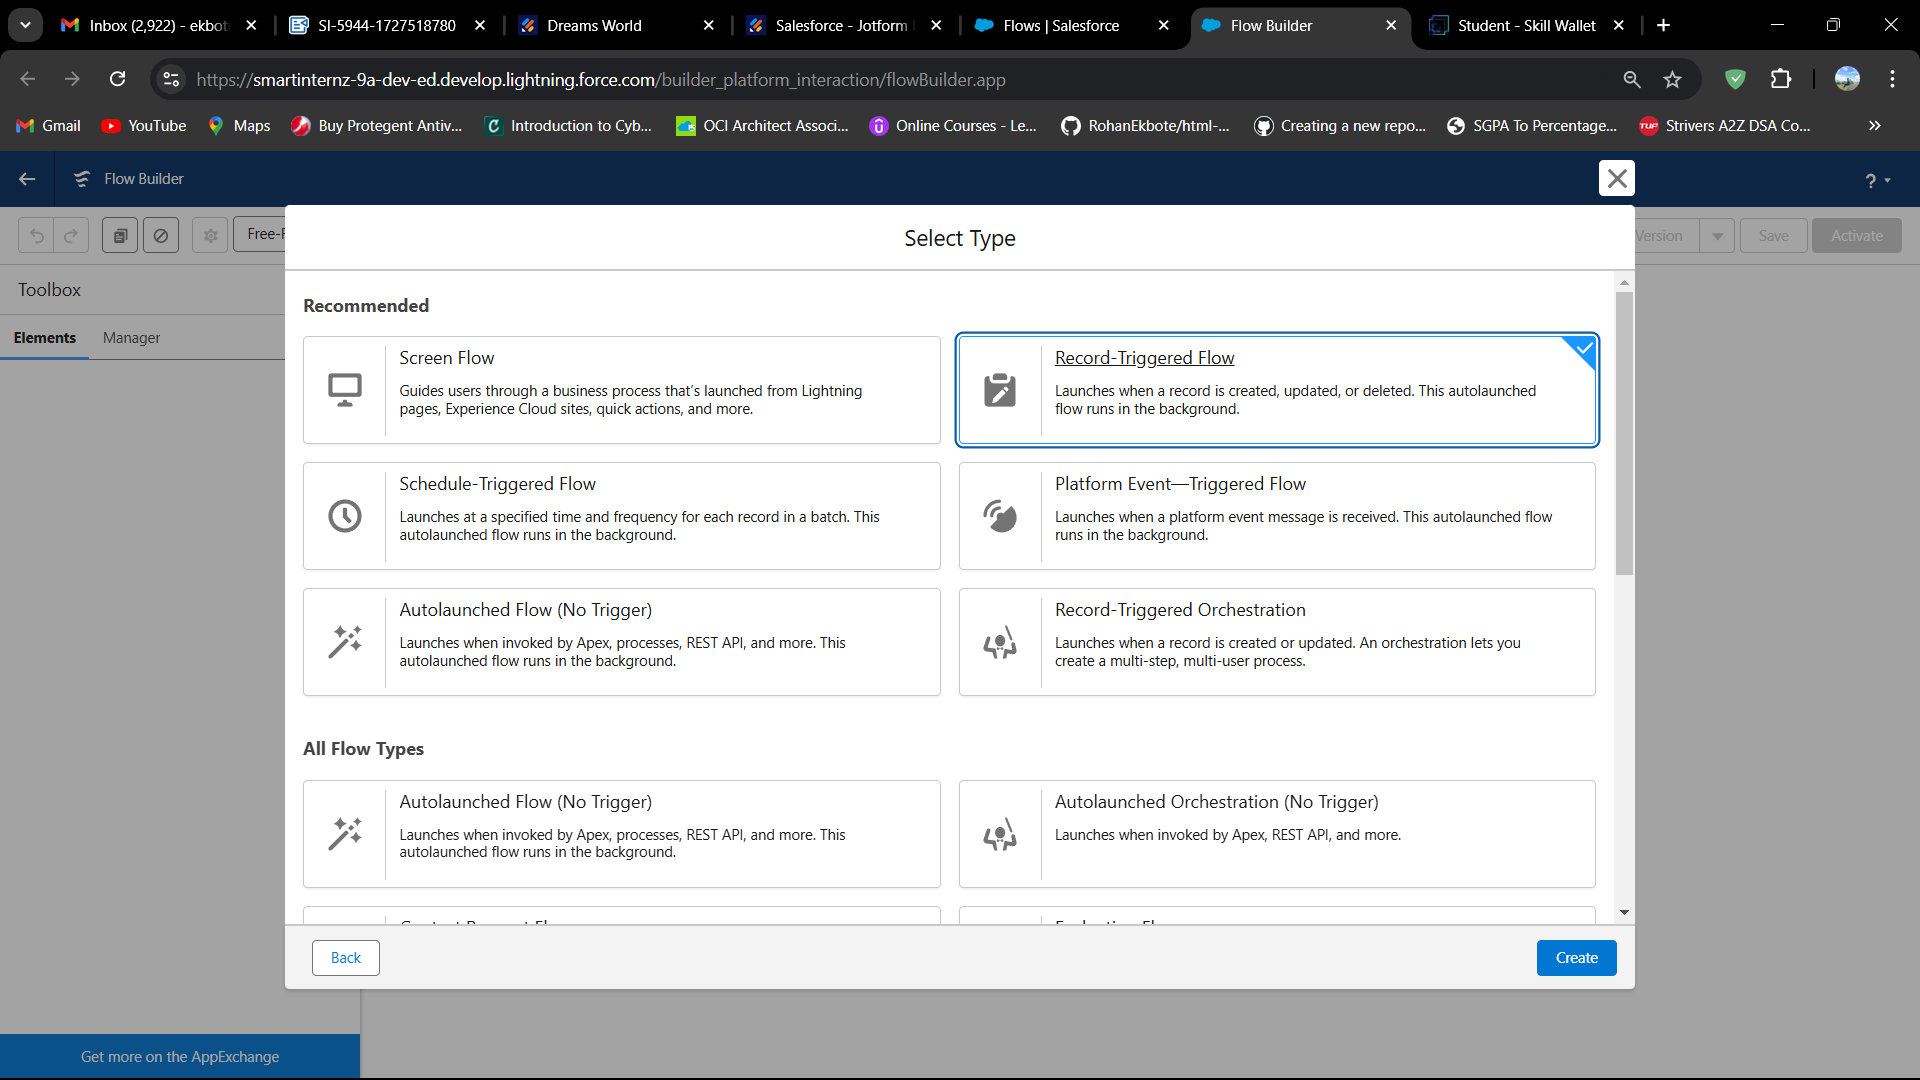 Inbox (2,922) - ekbot
SI-5944-1727518780
Dreams World
Salesforce - Jotform
Flows | Salesforce
Flow Builder
Student - Skill Wallet
https://smartinternz-9a-dev-ed.develop.lightning.force.com/builder_platform_interaction/flowBuilder.app
Gmail
YouTube
Maps
Buy Protegent Antiv...
Introduction to Cyb...
OCI Architect Associ...
Online Courses - Le...
RohanEkbote/html-...
Creating a new repo...
SGPA To Percentage...
TUF
Strivers A2Z DSA Co...
Flow Builder
?
Free-F
Version
Save
Activate
Select Type
Toolbox
Elements
Manager
Recommended
Screen Flow
Guides users through a business process that's launched from Lightning
pages, Experience Cloud sites, quick actions, and more.
Record-Triggered Flow
Launches when a record is created, updated, or deleted. This autolaunched
flow runs in the background.
Schedule-Triggered Flow
Launches at a specified time and frequency for each record in a batch. This
autolaunched flow runs in the background.
Platform Event—Triggered Flow
Launches when a platform event message is received. This autolaunched flow
runs in the background.
Autolaunched Flow (No Trigger)
Launches when invoked by Apex, processes, REST API, and more. This
autolaunched flow runs in the background.
Record-Triggered Orchestration
Launches when a record is created or updated. An orchestration lets you
create a multi-step, multi-user process.
All Flow Types
Autolaunched Flow (No Trigger)
Launches when invoked by Apex, processes, REST API, and more. This
autolaunched flow runs in the background.
Autolaunched Orchestration (No Trigger)
Launches when invoked by Apex, REST API, and more.
Back
Create
Get more on the AppExchange